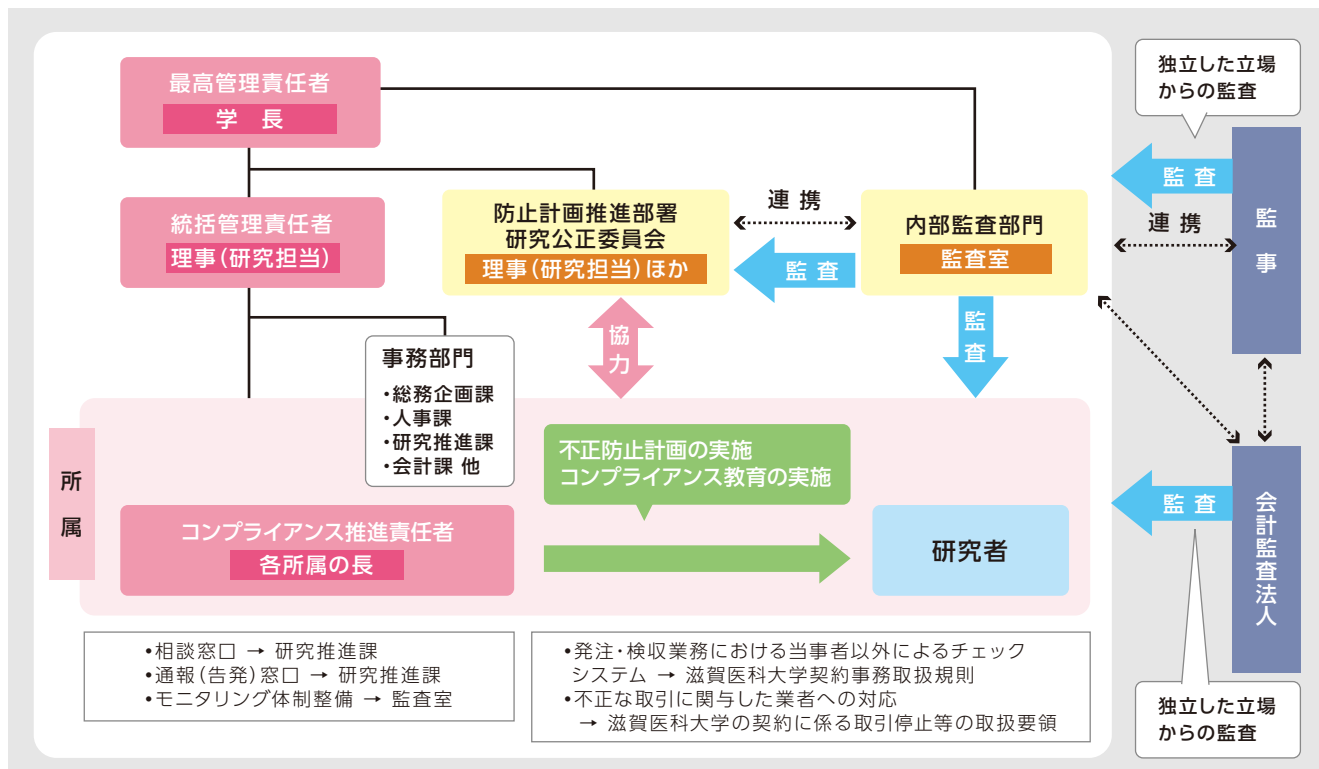 最高管理責任者
学 長
統括管理責任者
理事(研究担当)
防止計画推進部署
研究公正委員会
理事(研究担当)ほか
連 携
監 査
内部監査部門
監査室
独立した立場
からの監査
監 査
連 携
監事
協力
監査
事務部門
・総務企画課
・人事課
・研究推進課
・会計課 他
所属
不正防止計画の実施
コンプライアンス教育の実施
コンプライアンス推進責任者
各所属の長
研究者
監 査
会計監査法人
独立した立場
からの監査
•相談窓口 → 研究推進課
•通報(告発)窓口 → 研究推進課
•モニタリング体制整備 → 監査室
•発注・検収業務における当事者以外によるチェック
システム → 滋賀医科大学契約事務取扱規則
•不正な取引に関与した業者への対応
→ 滋賀医科大学の契約に係る取引停止等の取扱要領